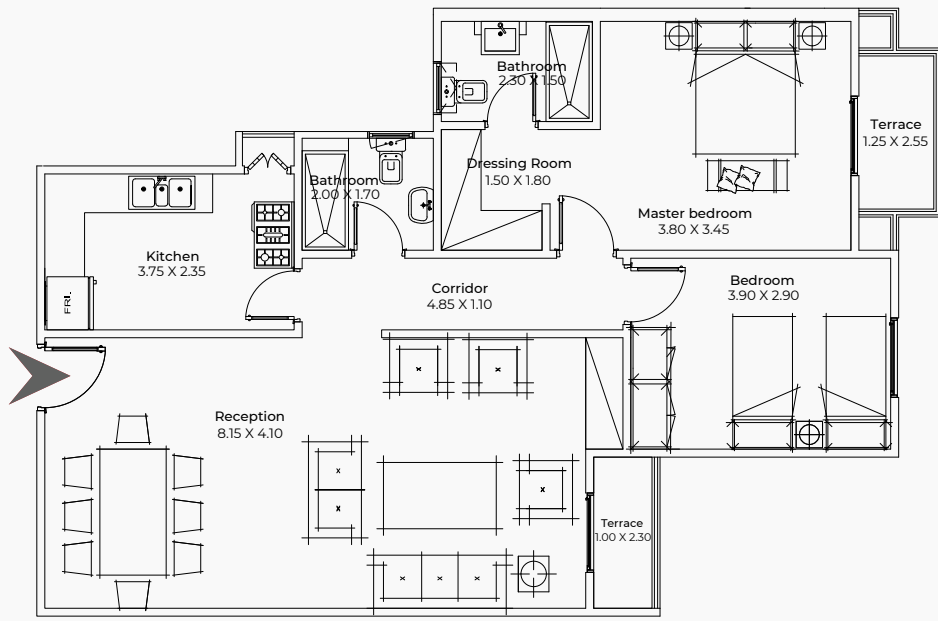 Bathroom
2.30 X 1.50
Terrace
1.25 X 2.55
Dressing Room
1.50 X 1.80
Bathroom
2.00 X 1.70
Master bedroom
3.80 X 3.45
Kitchen
3.75 X 2.35
Bedroom
3.90 X 2.90
Corridor
4.85 X 1.10
FRI.
Reception
8.15 X 4.10
Terrace
1.00 X 2.30